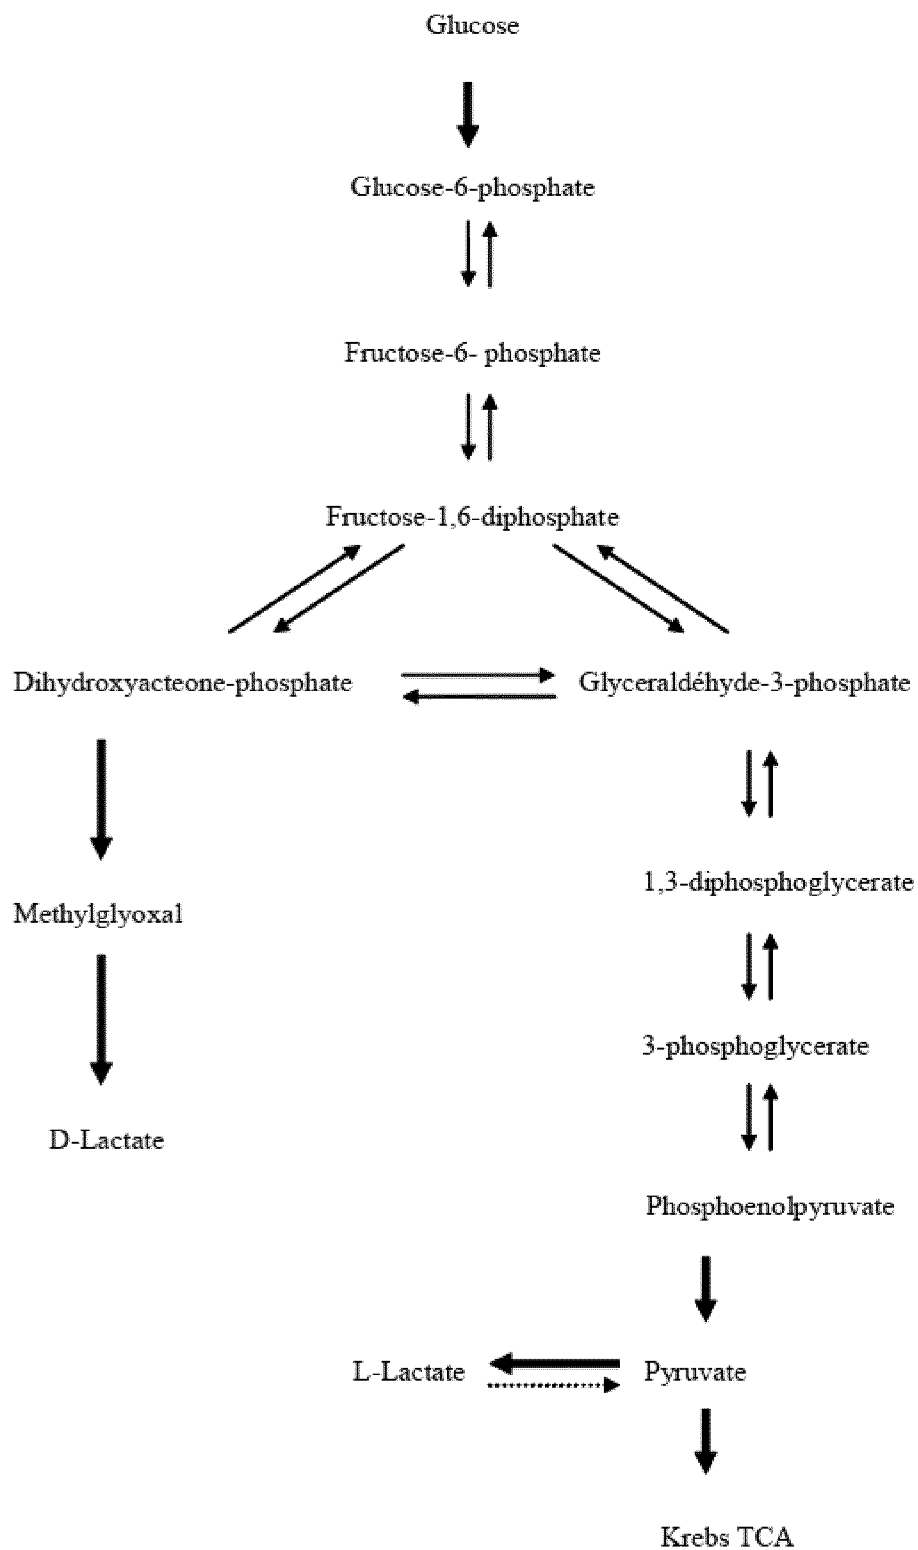 Glucose
Glucose-6-phosphate
Fructose-6- phosphate
Fructose-1,6-diphosphate
Dihydroxyacteone-phosphate
Glyceraldéhyde-3-phosphate
1,3-diphosphoglycerate
Methylglyoxal
3-phosphoglycerate
D-Lactate
Phosphoenolpyruvate
L-Lactate
Pyruvate
Krebs TCA